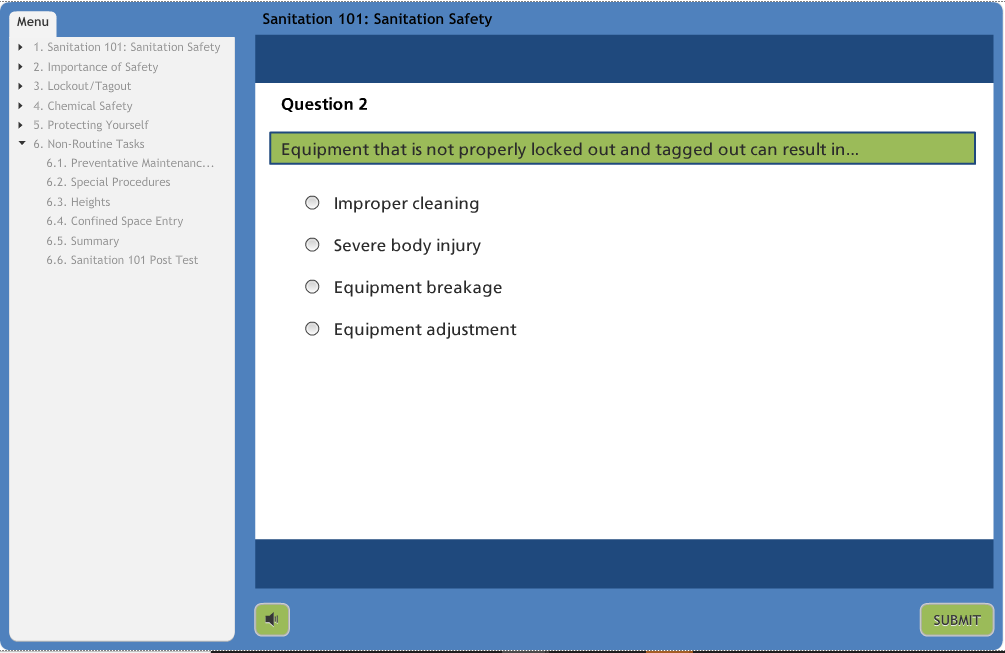 Menu
Sanitation 101: Sanitation Safety
1. Sanitation 101: Sanitation Safety
2. Importance of Safety
3. Lockout/Tagout
4. Chemical Safety
5. Protecting Yourself
6. Non-Routine Tasks
6.1. Preventative Maintenanc...
6.2. Special Procedures
6.3. Heights
6.4. Confined Space Entry
6.5. Summary
6.6. Sanitation 101 Post Test
Question 2
Equipment that is not properly locked out and tagged out can result in...
Improper cleaning
Severe body injury
Equipment breakage
Equipment adjustment
SUBMIT